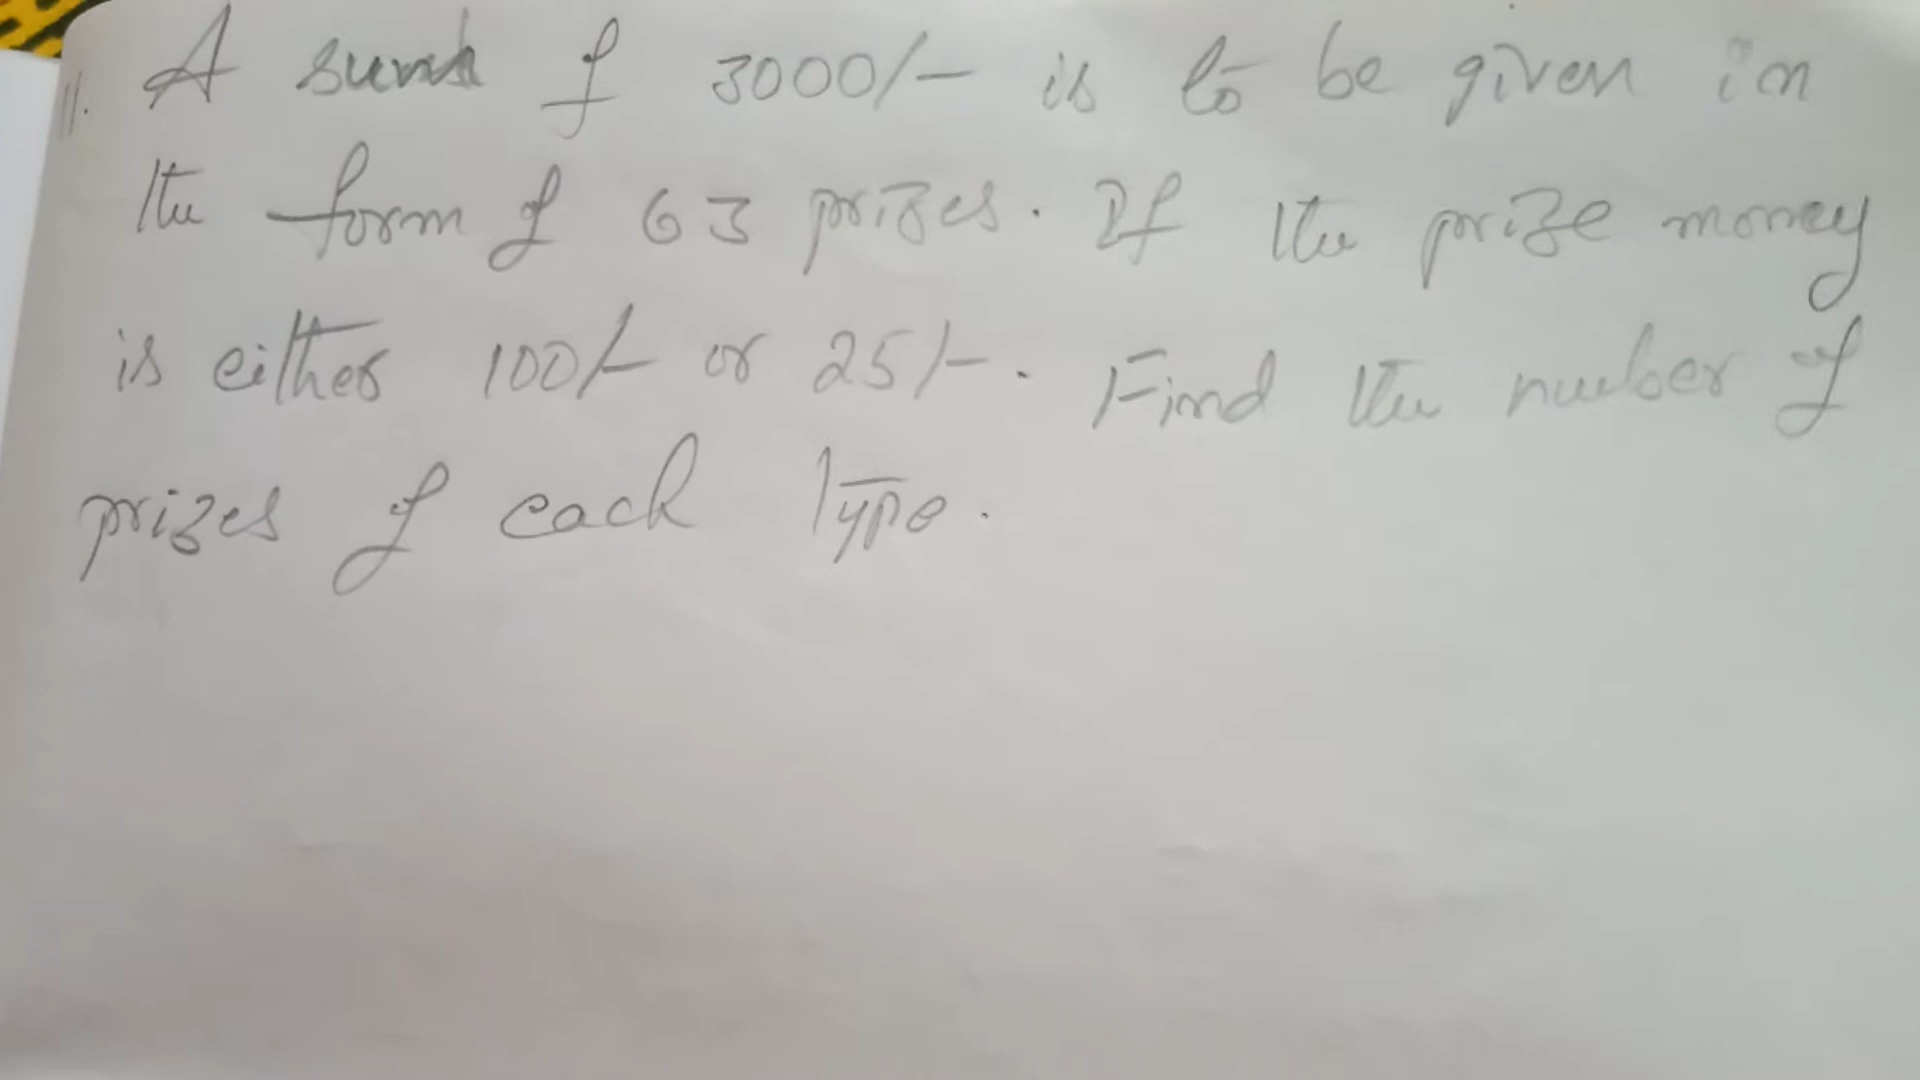 11. A sum of 3000/- is to be given in
the form of 63 prizes. If the prize money
is either 100/- or 25/-. Find the number of
prizes of each type.